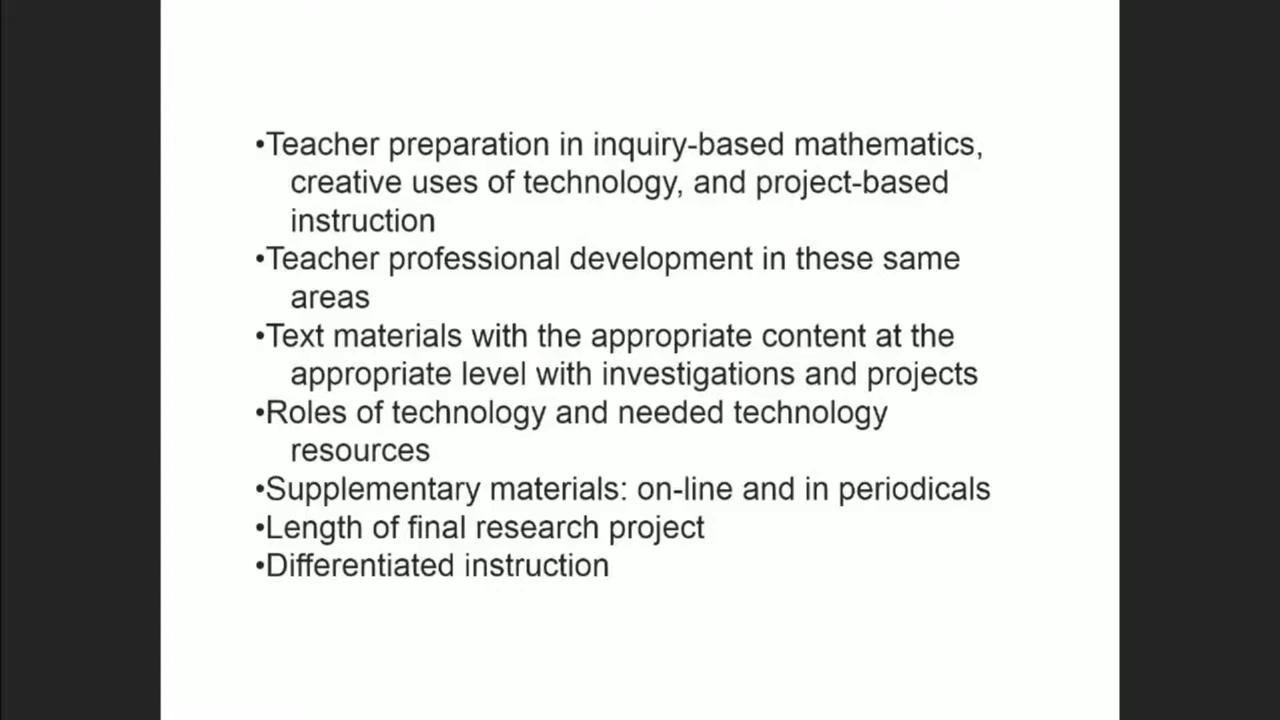 •Teacher preparation in inquiry-based mathematics,
creative uses of technology, and project-based
instruction
•Teacher professional development in these same
areas
•Text materials with the appropriate content at the
appropriate level with investigations and projects
•Roles of technology and needed technology
resources
•Supplementary materials: on-line and in periodicals
•Length of final research project
•Differentiated instruction